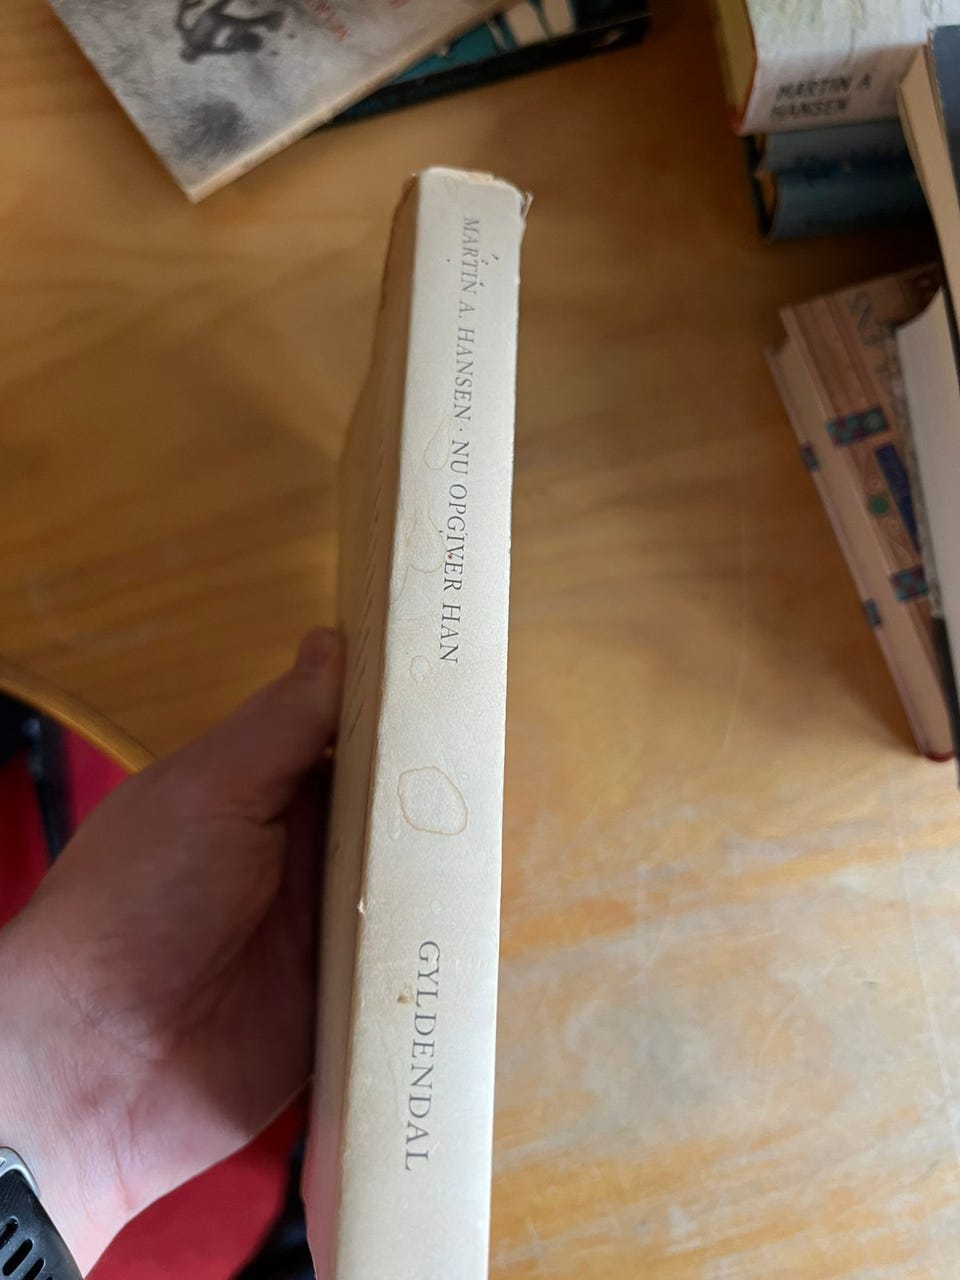 MARTIN A. HANSEN · NU OPGIVER HAN
GYLDENDAL
MARTIN A
HANSEN